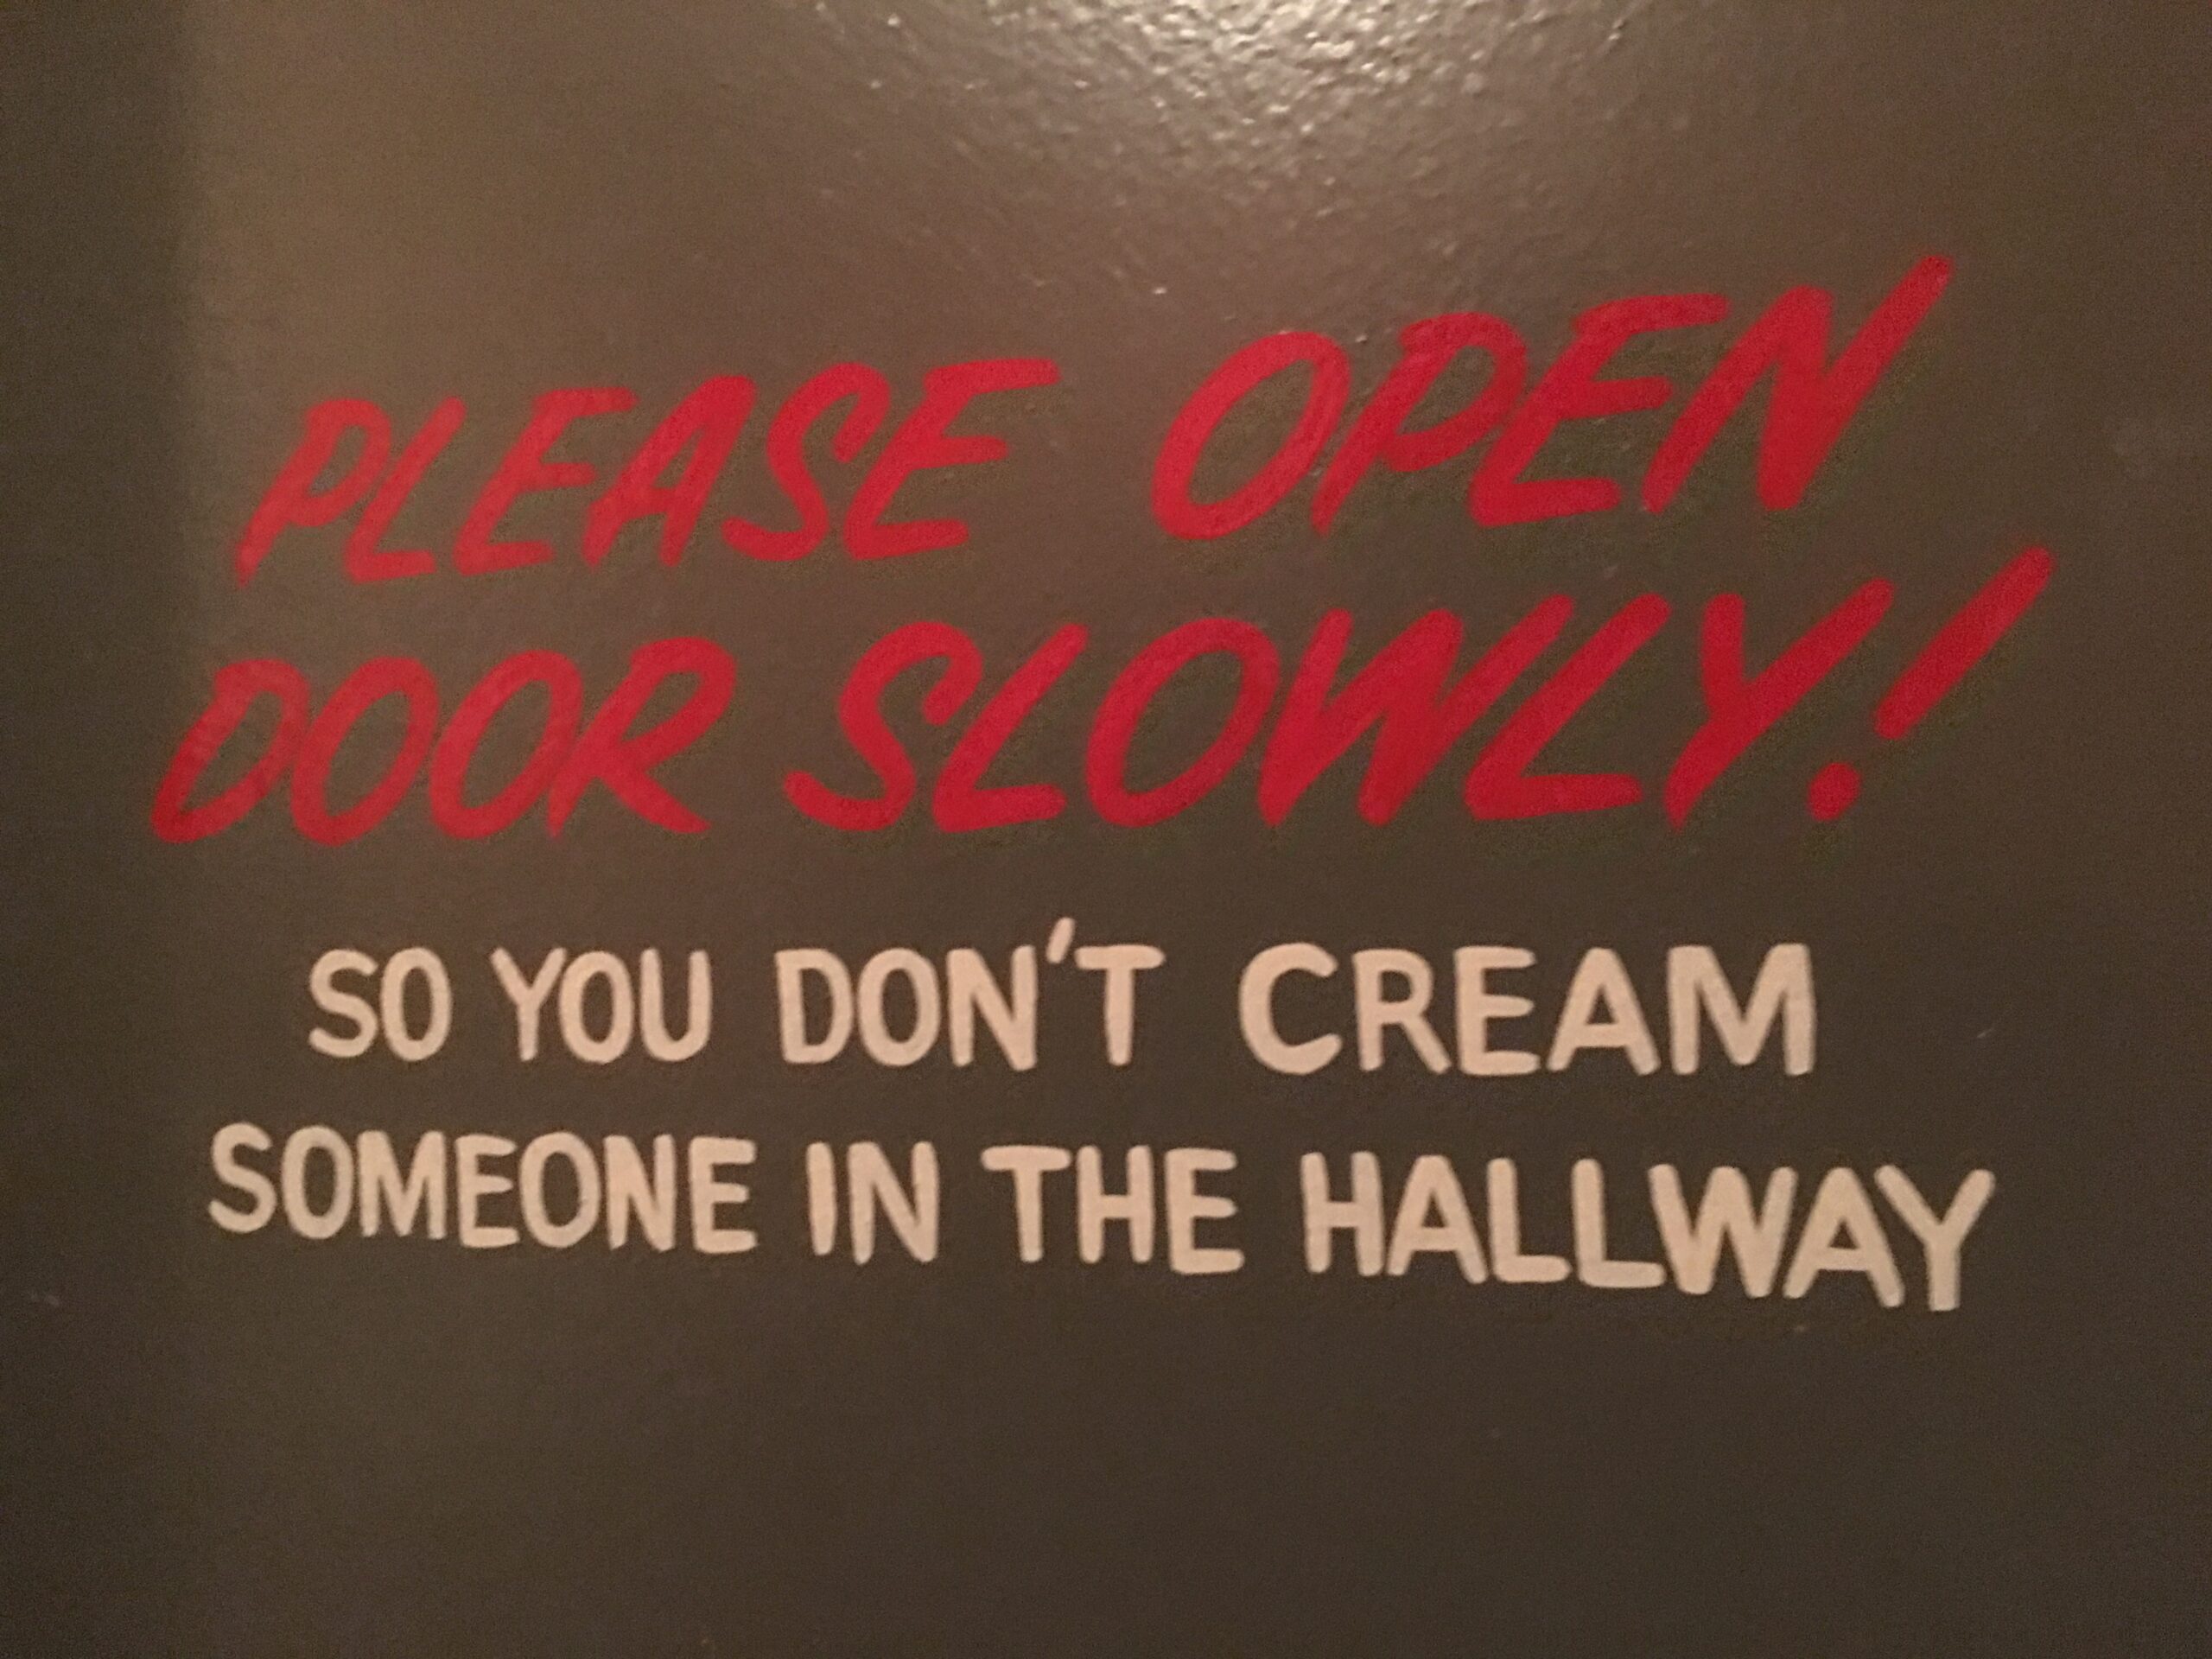 PLEASE OPEN
DOOR SLOWLY!
SO YOU DON'T CREAM
SOMEONE IN THE HALLWAY